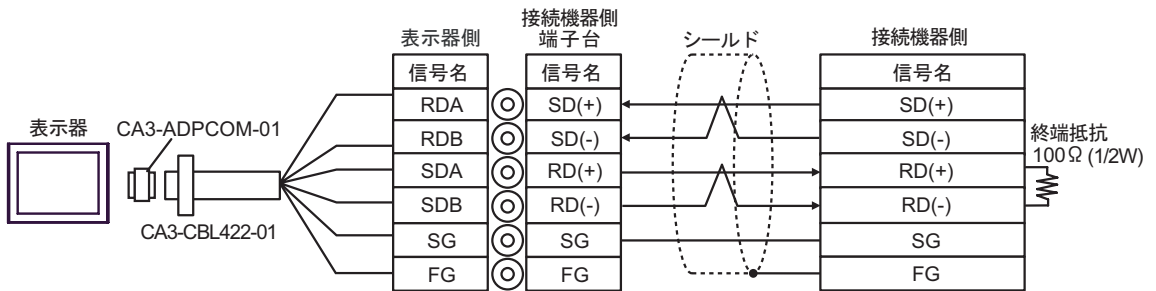 表示器
CA3-ADPCOM-01
CA3-CBL422-01
表示器側
信号名
RDA
RDB
SDA
SDB
SG
FG
接続機器側
端子台
信号名
SD(+)
SD(-)
RD(+)
RD(-)
SG
FG
シールド
接続機器側
信号名
SD(+)
SD(-)
RD(+)
RD(-)
SG
FG
終端抵抗
100Ω (1/2W)